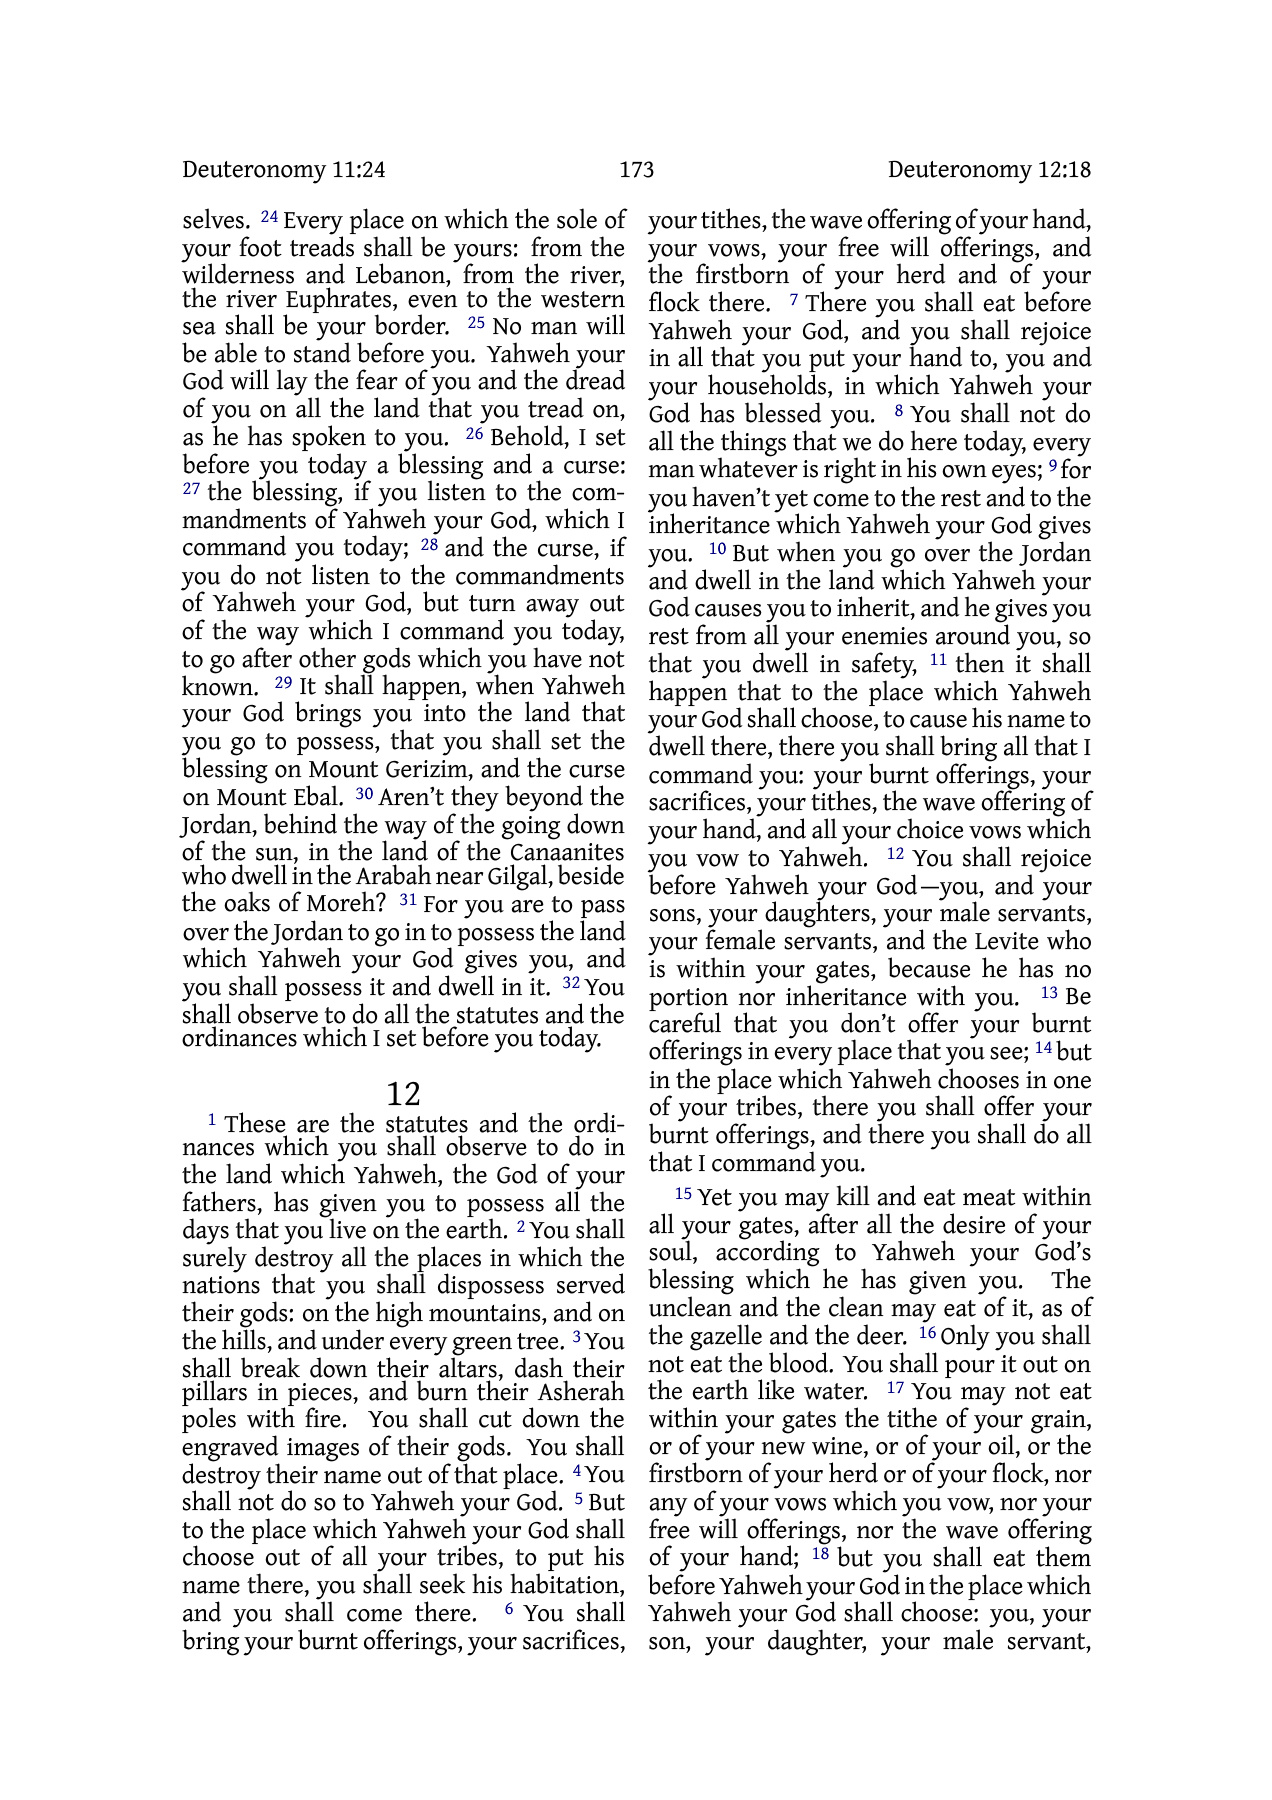 Deuteronomy 11:24 173 Deuteronomy 12:18
selves. 24 Every place on which the sole of
your foot treads shall be yours: from the
wilderness and Lebanon, from the river,
the river Euphrates, even to the western
sea shall be your border. 25 No man will
be able to stand before you. Yahweh your
God will lay the fear of you and the dread
of you on all the land that you tread on,
as he has spoken to you. 26 Behold, I set
before you today a blessing and a curse:
27 the blessing, if you listen to the com-
mandments of Yahweh your God, which I
command you today; 28 and the curse, if
you do not listen to the commandments
of Yahweh your God, but turn away out
of the way which I command you today,
to go after other gods which you have not
known. 29 It shall happen, when Yahweh
your God brings you into the land that
you go to possess, that you shall set the
blessing on Mount Gerizim, and the curse
on Mount Ebal. 30 Aren’t they beyond the
Jordan, behind the way of the going down
of the sun, in the land of the Canaanites
who dwell in the Arabah near Gilgal, beside
the oaks of Moreh? 31 For you are to pass
over the Jordan to go in to possess the land
which Yahweh your God gives you, and
you shall possess it and dwell in it. 32 You
shall observe to do all the statutes and the
ordinances which I set before you today.
12
1 These are the statutes and the ordi-
nances which you shall observe to do in
the land which Yahweh, the God of your
fathers, has given you to possess all the
days that you live on the earth. 2 You shall
surely destroy all the places in which the
nations that you shall dispossess served
their gods: on the high mountains, and on
the hills, and under every green tree. 3 You
shall break down their altars, dash their
pillars in pieces, and burn their Asherah
poles with fire. You shall cut down the
engraved images of their gods. You shall
destroy their name out of that place. 4 You
shall not do so to Yahweh your God. 5 But
to the place which Yahweh your God shall
choose out of all your tribes, to put his
name there, you shall seek his habitation,
and you shall come there. 6 You shall
bring your burnt offerings, your sacrifices,
your tithes, the wave offering of your hand,
your vows, your free will offerings, and
the firstborn of your herd and of your
flock there. 7 There you shall eat before
Yahweh your God, and you shall rejoice
in all that you put your hand to, you and
your households, in which Yahweh your
God has blessed you. 8 You shall not do
all the things that we do here today, every
man whatever is right in his own eyes; 9 for
you haven’t yet come to the rest and to the
inheritance which Yahweh your God gives
you. 10 But when you go over the Jordan
and dwell in the land which Yahweh your
God causes you to inherit, and he gives you
rest from all your enemies around you, so
that you dwell in safety, 11 then it shall
happen that to the place which Yahweh
your God shall choose, to cause his name to
dwell there, there you shall bring all that I
command you: your burnt offerings, your
sacrifices, your tithes, the wave offering of
your hand, and all your choice vows which
you vow to Yahweh. 12 You shall rejoice
before Yahweh your God—you, and your
sons, your daughters, your male servants,
your female servants, and the Levite who
is within your gates, because he has no
portion nor inheritance with you. 13 Be
careful that you don’t offer your burnt
offerings in every place that you see; 14 but
in the place which Yahweh chooses in one
of your tribes, there you shall offer your
burnt offerings, and there you shall do all
that I command you.
15 Yet you may kill and eat meat within
all your gates, after all the desire of your
soul, according to Yahweh your God’s
blessing which he has given you. The
unclean and the clean may eat of it, as of
the gazelle and the deer. 16 Only you shall
not eat the blood. You shall pour it out on
the earth like water. 17 You may not eat
within your gates the tithe of your grain,
or of your new wine, or of your oil, or the
firstborn of your herd or of your flock, nor
any of your vows which you vow, nor your
free will offerings, nor the wave offering
of your hand; 18 but you shall eat them
before Yahweh your God in the place which
Yahweh your God shall choose: you, your
son, your daughter, your male servant,